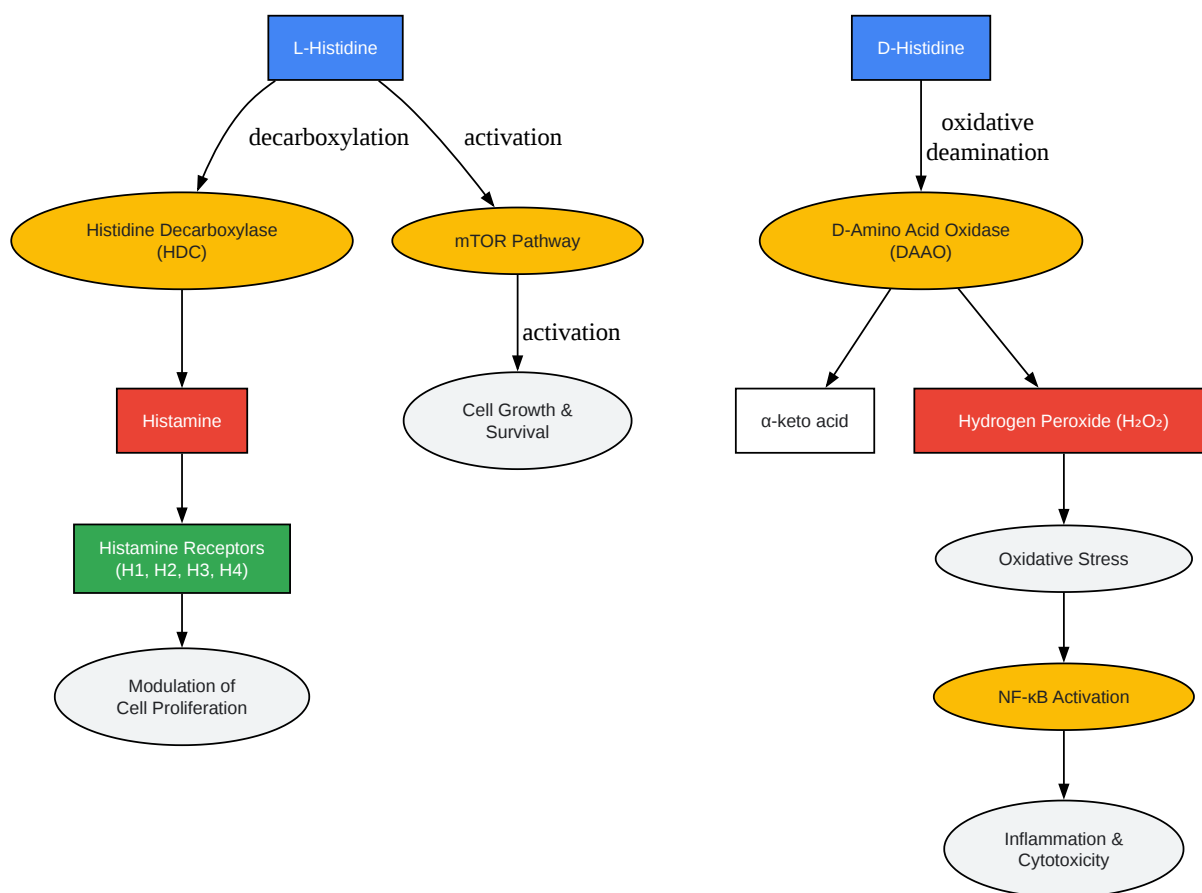 L-Histidine
D-Histidine
decarboxylation
activation
oxidative
deamination
Histidine Decarboxylase
(HDC)
mTOR Pathway
D-Amino Acid Oxidase
(DAAO)
activation
Histamine
Cell Growth &
Survival
α-keto acid
Hydrogen Peroxide (H₂O₂)
Histamine Receptors
(H1, H2, H3, H4)
Oxidative Stress
Modulation of
Cell Proliferation
NF-κB Activation
Inflammation &
Cytotoxicity